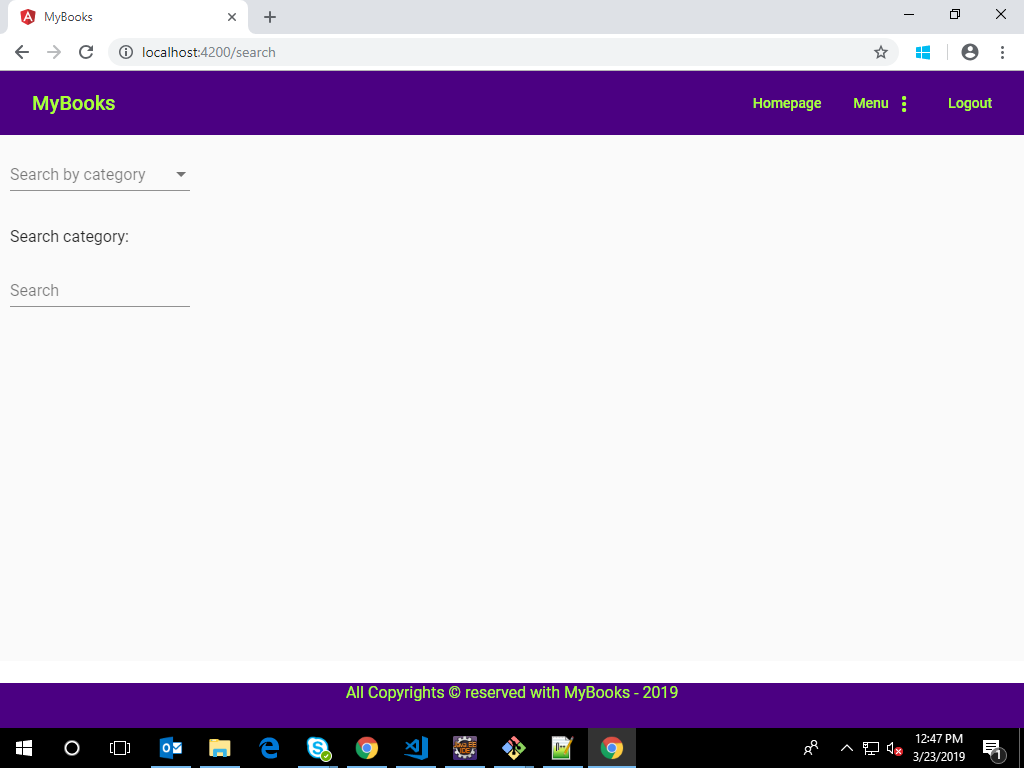 MyBooks
localhost:4200/search
MyBooks Homepage Menu Logout
Search by category
Search category:
Search
All Copyrights © reserved with MyBooks - 2019
12:47 PM
3/23/2019
1